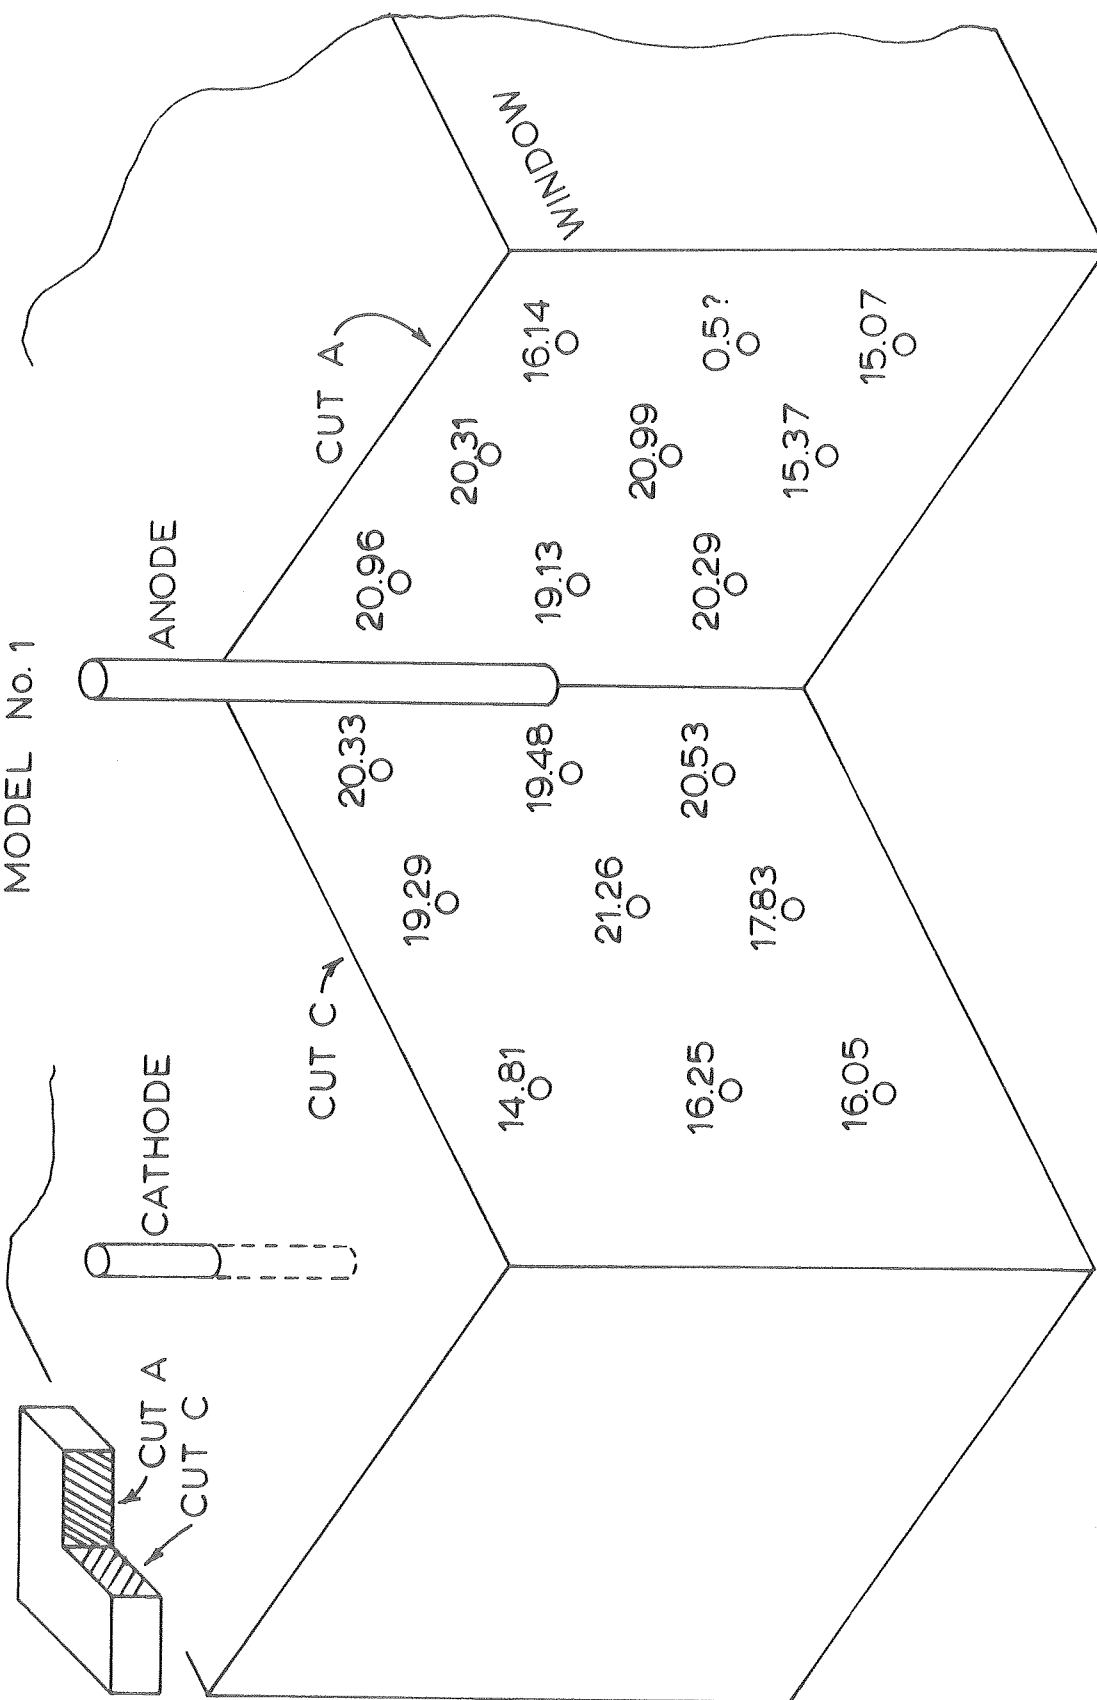 MODEL No. 1
CUT A
CUT C
CATHODE
ANODE
CUT C
CUT A
WINDOW
14.81
19.29
20.33
20.96
20.31
16.14
16.25
21.26
19.48
19.13
20.99
0.5?
16.05
17.83
20.53
20.29
15.37
15.07